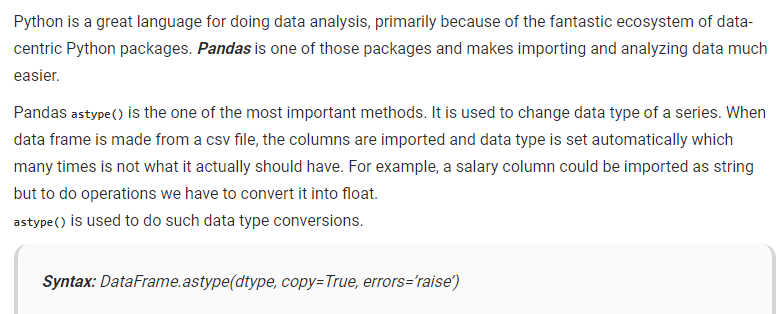 Python is a great language for doing data analysis, primarily because of the fantastic ecosystem of data-
centric Python packages. Pandas is one of those packages and makes importing and analyzing data much
easier.
Pandas astype() is the one of the most important methods. It is used to change data type of a series. When
data frame is made from a csv file, the columns are imported and data type is set automatically which
many times is not what it actually should have. For example, a salary column could be imported as string
but to do operations we have to convert it into float.
astype() is used to do such data type conversions.
Syntax: DataFrame.astype(dtype, copy=True, errors=’raise’)